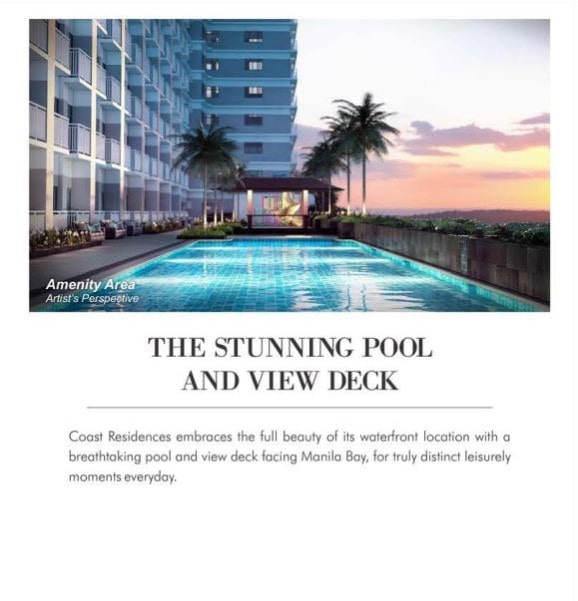 Amenity Area
Artist's Perspective
THE STUNNING POOL
AND VIEW DECK
Coast Residences embraces the full beauty of its waterfront location with a
breathtaking pool and view deck facing Manila Bay, for truly distinct leisurely
moments everyday.